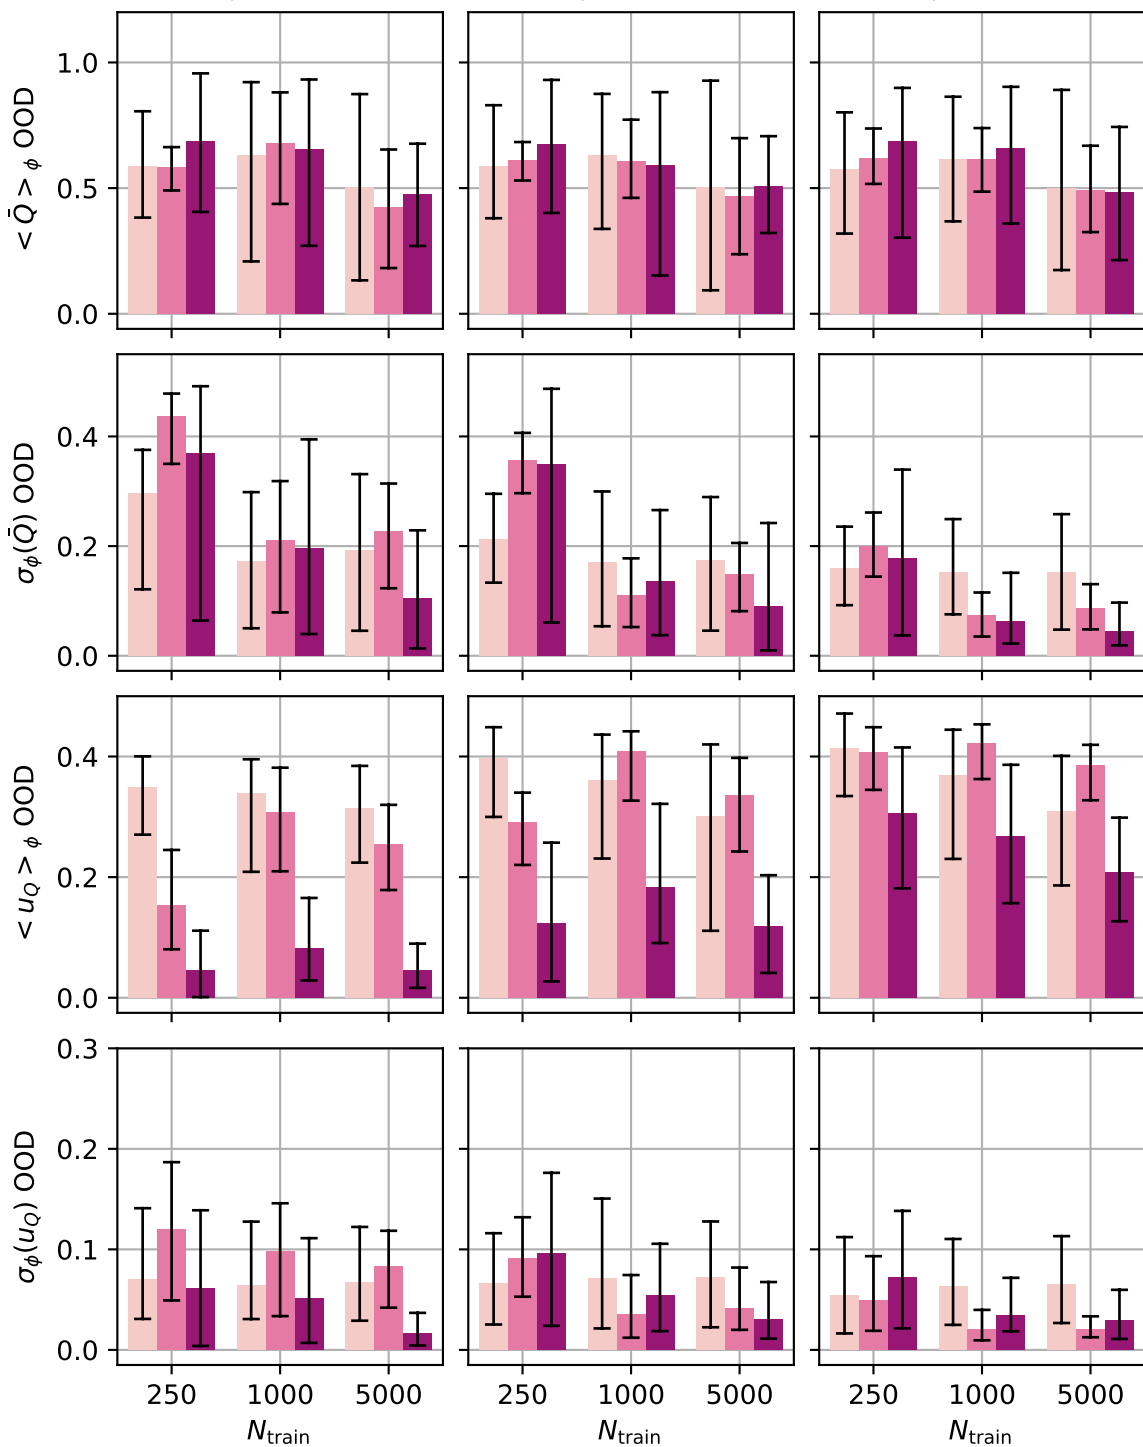 < Q̄ >ϕ OOD
1.0
0.5
0.0
σϕ(Q̄) OOD
0.4
0.2
0.0
< uQ >ϕ OOD
0.4
0.2
0.0
σϕ(uQ) OOD
0.3
0.2
0.1
0.0
250 1000 5000 250 1000 5000 250 1000 5000
Ntrain Ntrain Ntrain